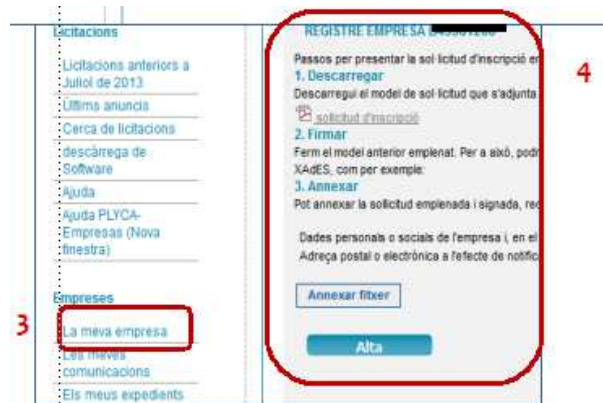 Licitacions
Licitacions anteriors a
Juliol de 2013
Últims anuncis
Cerca de licitacions
descàrrega de
Software
Ajuda
Ajuda PLYCA-
Empresas (Nova
finestra)
Empreses
3
La meva empresa
Les meves
comunicacions
Els meus expedients
REGISTRE EMPRESA
Passos per presentar la sol·licitud d'inscripció en
1. Descarregar
Descarregui el model de sol·licitud que s'adjunta
sol·licitud d'inscripció
2. Firmar
Ferm el model anterior emplenat. Per a això, podr
XAdES, com per exemple:
3. Annexar
Pot annexar la sol·licitud emplenada i signada, rec
Dades personals o socials de l'empresa i, en el
Adreça postal o electrònica a l'efecte de notific
Annexar fitxer
Alta
4